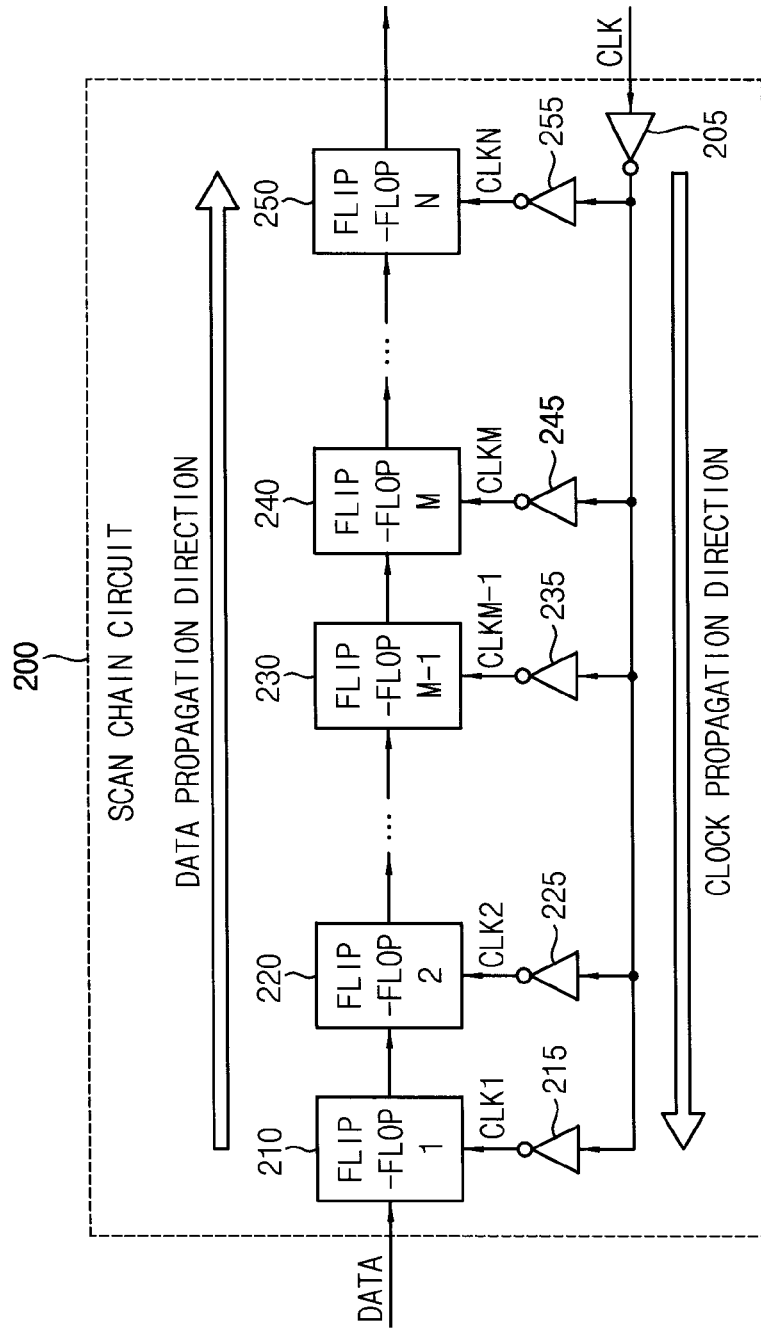 200
SCAN CHAIN CIRCUIT
DATA PROPAGATION DIRECTION
210
220
230
240
250
DATA
FLIP
-FLOP
1
FLIP
-FLOP
2
...
FLIP
-FLOP
M-1
FLIP
-FLOP
M
...
FLIP
-FLOP
N
CLK1
CLK2
CLKM-1
CLKM
CLKN
215
225
235
245
255
CLK
205
CLOCK PROPAGATION DIRECTION